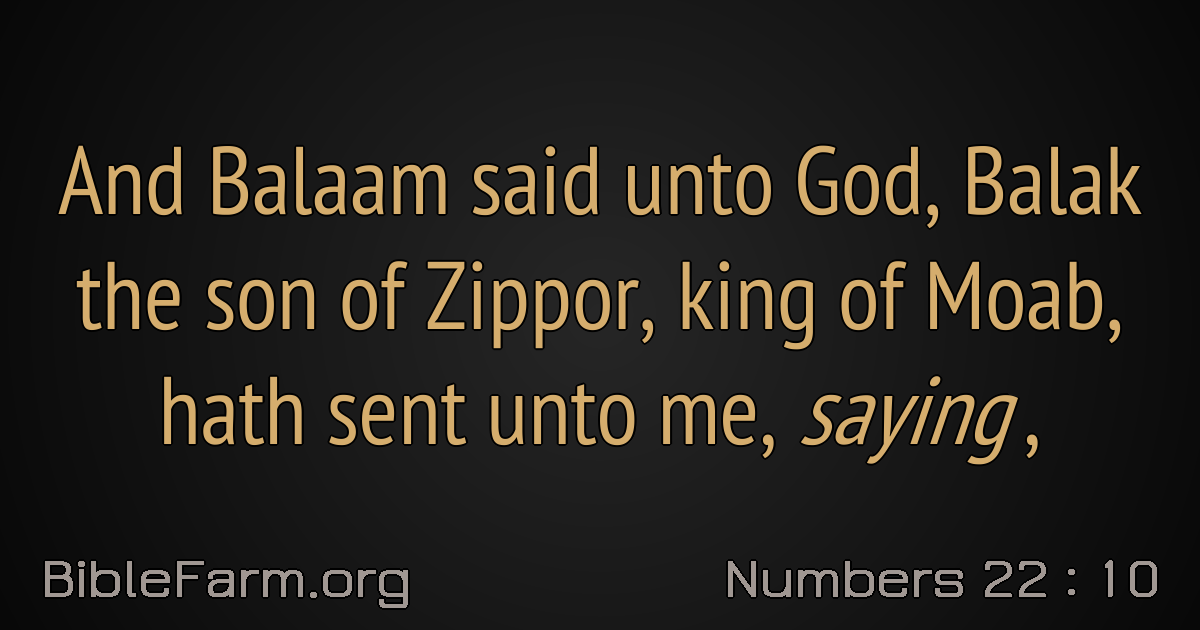 And Balaam said unto God, Balak
the son of Zippor, king of Moab,
hath sent unto me, saying ,
BibleFarm.org
Numbers 22 : 10